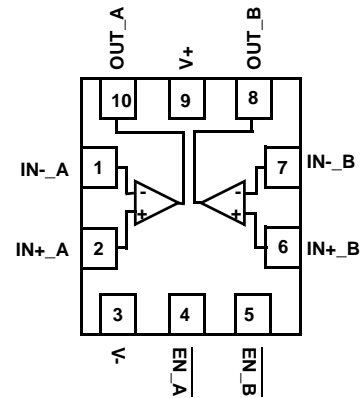 OUT_A
V+
OUT_B
10
9
8
IN-_A
1
-
-
7
IN-_B
IN+_A
2
+
+
6
IN+_B
3
4
5
V-
EN_A
EN_B